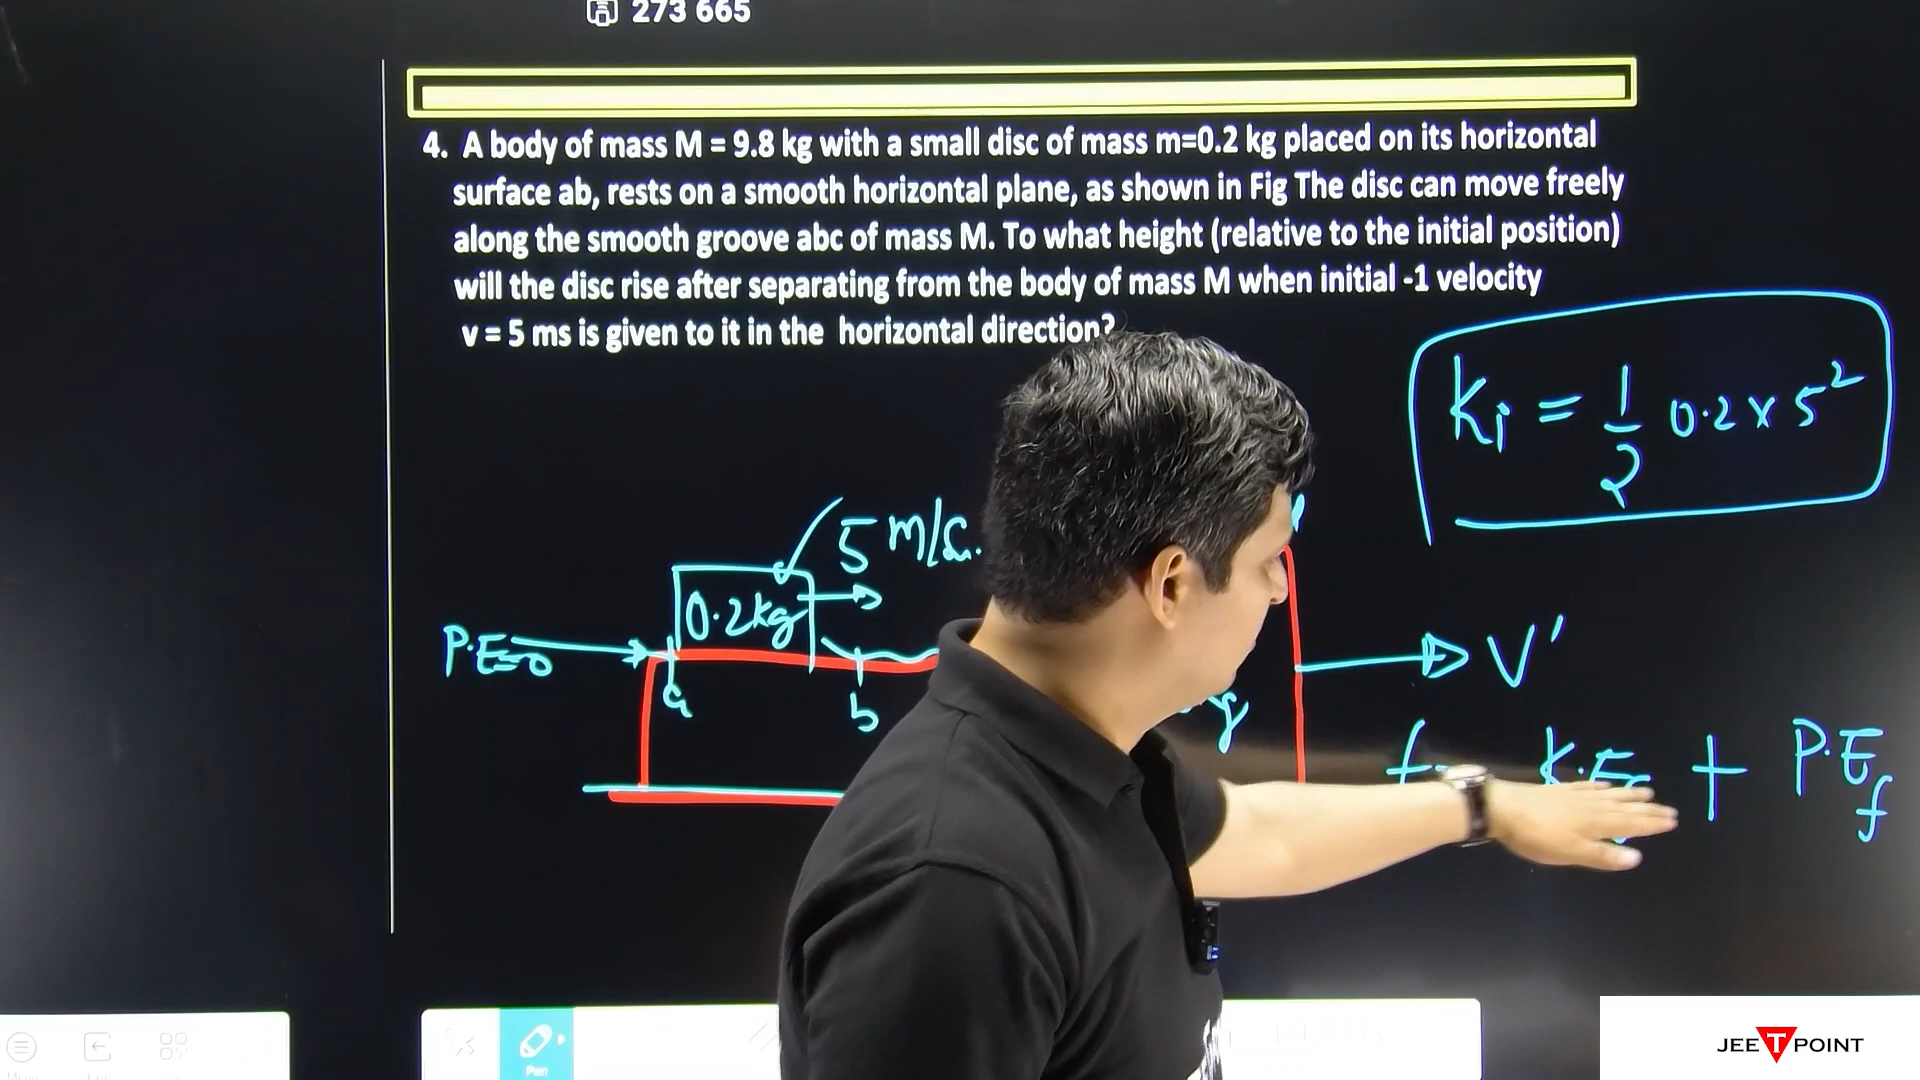 273 665
4. A body of mass M = 9.8 kg with a small disc of mass m=0.2 kg placed on its horizontal
surface ab, rests on a smooth horizontal plane, as shown in Fig The disc can move freely
along the smooth groove abc of mass M. To what height (relative to the initial position)
will the disc rise after separating from the body of mass M when initial -1 velocity
v = 5 ms is given to it in the horizontal direction?
Ki = 1/2 0.2 x 5²
5 m/s.
0.2kg
P.E=0
a
b
g
V'
f
K.Ef + P.Ef
Pen
JEE T POINT